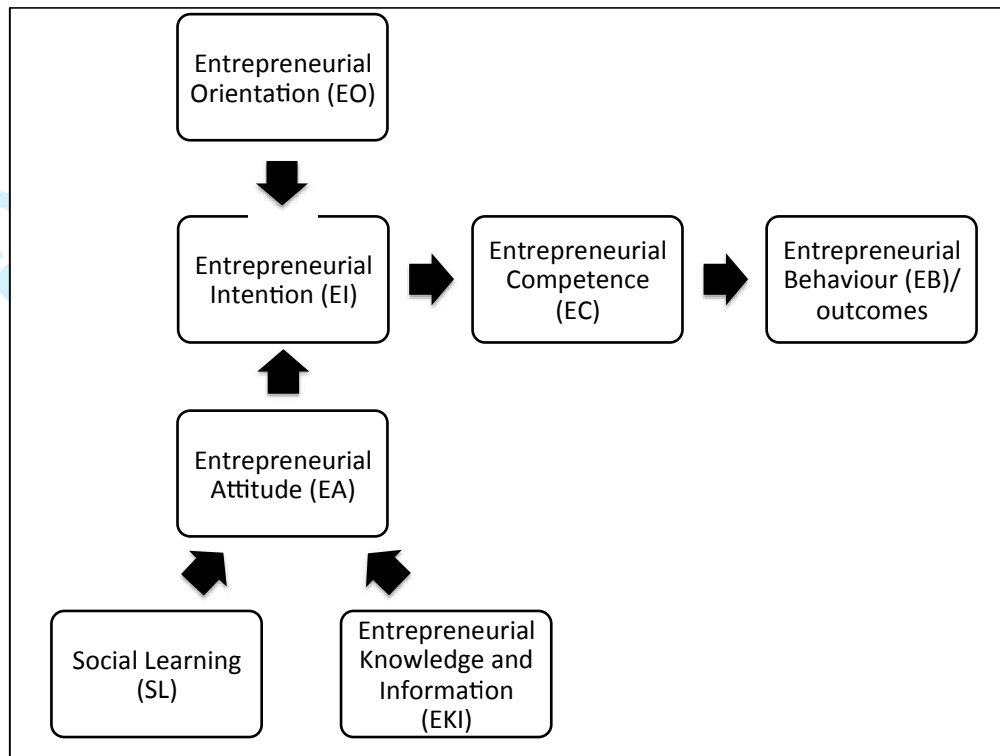 Entrepreneurial
Orientation (EO)
Entrepreneurial
Intention (EI)
Entrepreneurial
Competence
(EC)
Entrepreneurial
Behaviour (EB)/
outcomes
Entrepreneurial
Attitude (EA)
Social Learning
(SL)
Entrepreneurial
Knowledge and
Information
(EKI)